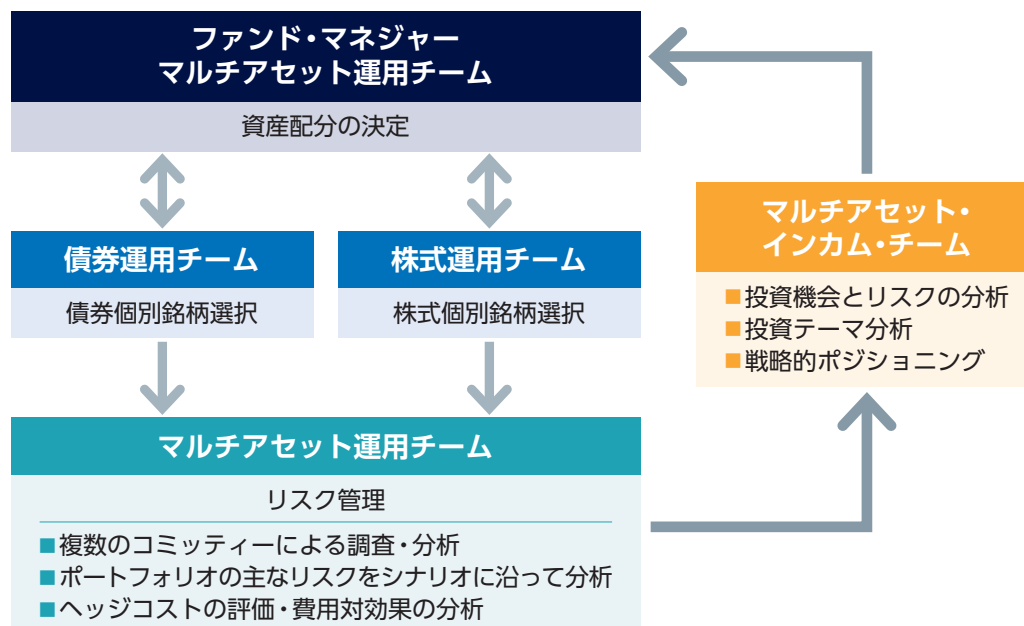 ファンド・マネジャー
マルチアセット運用チーム
資産配分の決定
債券運用チーム
債券個別銘柄選択
株式運用チーム
株式個別銘柄選択
マルチアセット運用チーム
リスク管理
■複数のコミッティーによる調査・分析
■ポートフォリオの主なリスクをシナリオに沿って分析
■ヘッジコストの評価・費用対効果の分析
マルチアセット・
インカム・チーム
■投資機会とリスクの分析
■投資テーマ分析
■戦略的ポジショニング